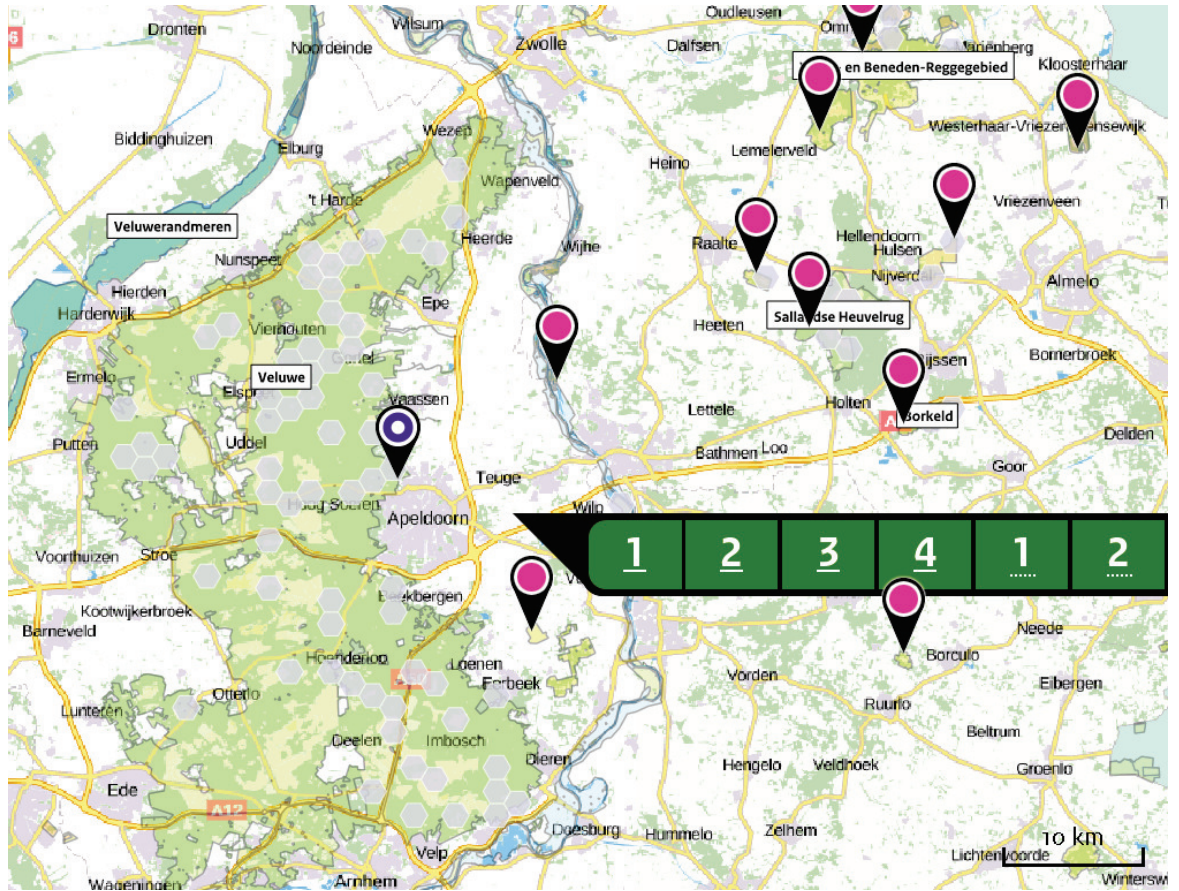 Oudleusen
Wilsum
Dronten
Noordeinde
Zwolle
Dalfsen
Mariënberg
Kloosterhaar
en Beneden-Reggegebied
Biddinghuizen
Wezep
Westerhaar-Vriezenveensewijk
Elburg
Lemelerveld
Heino
Wapenveld
't Harde
Vriezenveen
Veluwerandmeren
Heerde
Wijhe
Raalte
Hellendoorn
Hulsen
Nunspeet
Nijverdal
Almelo
Hierden
Epe
Harderwijk
Sallandse Heuvelrug
Vierhouten
Heeten
Bornerbroek
Ermelo
Veluwe
Vaassen
Holten
Lettele
Borkeld
Putten
Uddel
Delden
Bathmen
Loo
Goor
Teuge
Hoog Soeren
Wilp
Apeldoorn
1 2 3 4 1 2
Voorthuizen
Stroe
Beekbergen
Kootwijkerbroek
Barneveld
Neede
Hoenderloo
Loenen
Borculo
Eerbeek
Vorden
Eibergen
Otterlo
Lunteren
Ruurlo
Beltrum
Deelen
Imbosch
Dieren
Hengelo
Veldhoek
Groenlo
Ede
A12
Doesburg
Hummelo
Zelhem
10 km
Velp
Lichtenvoorde
Arnhem
Wageningen
Wintersw